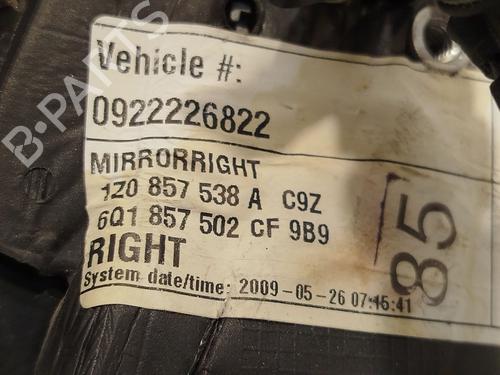 Vehicle #:
0922226822
MIRRORRIGHT
1Z0 857 538 A C9Z
6Q1 857 502 CF 9B9
RIGHT
System date/time: 2009-05-26 07:15:41
85
B-PARTS